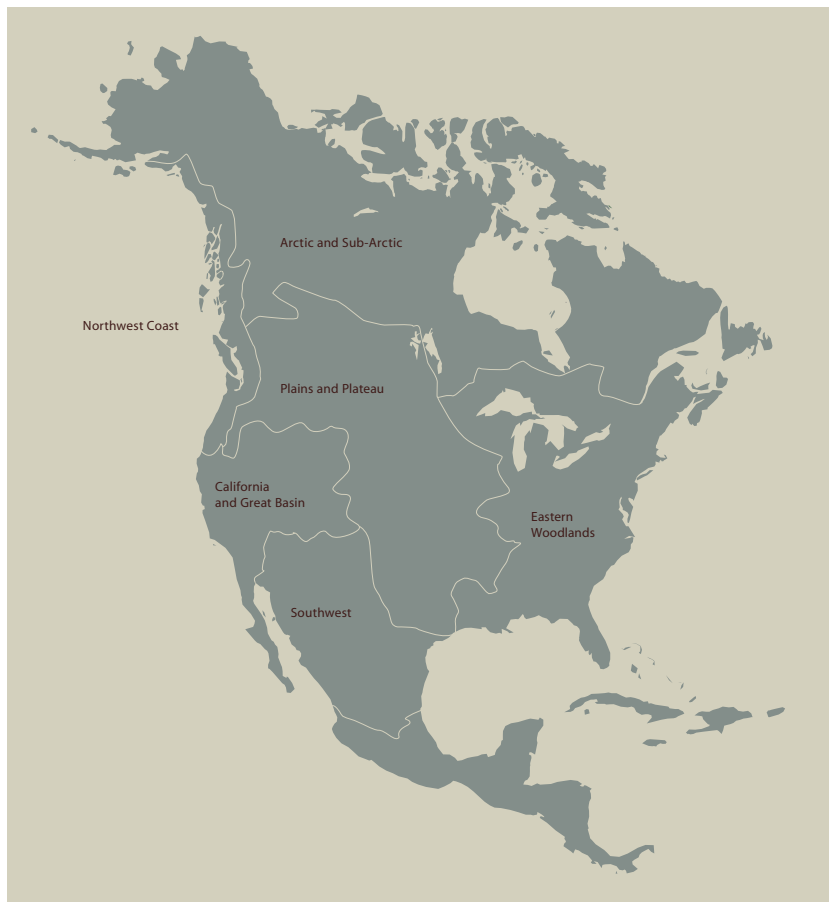 Arctic and Sub-Arctic
Northwest Coast
Plains and Plateau
California
and Great Basin
Eastern
Woodlands
Southwest